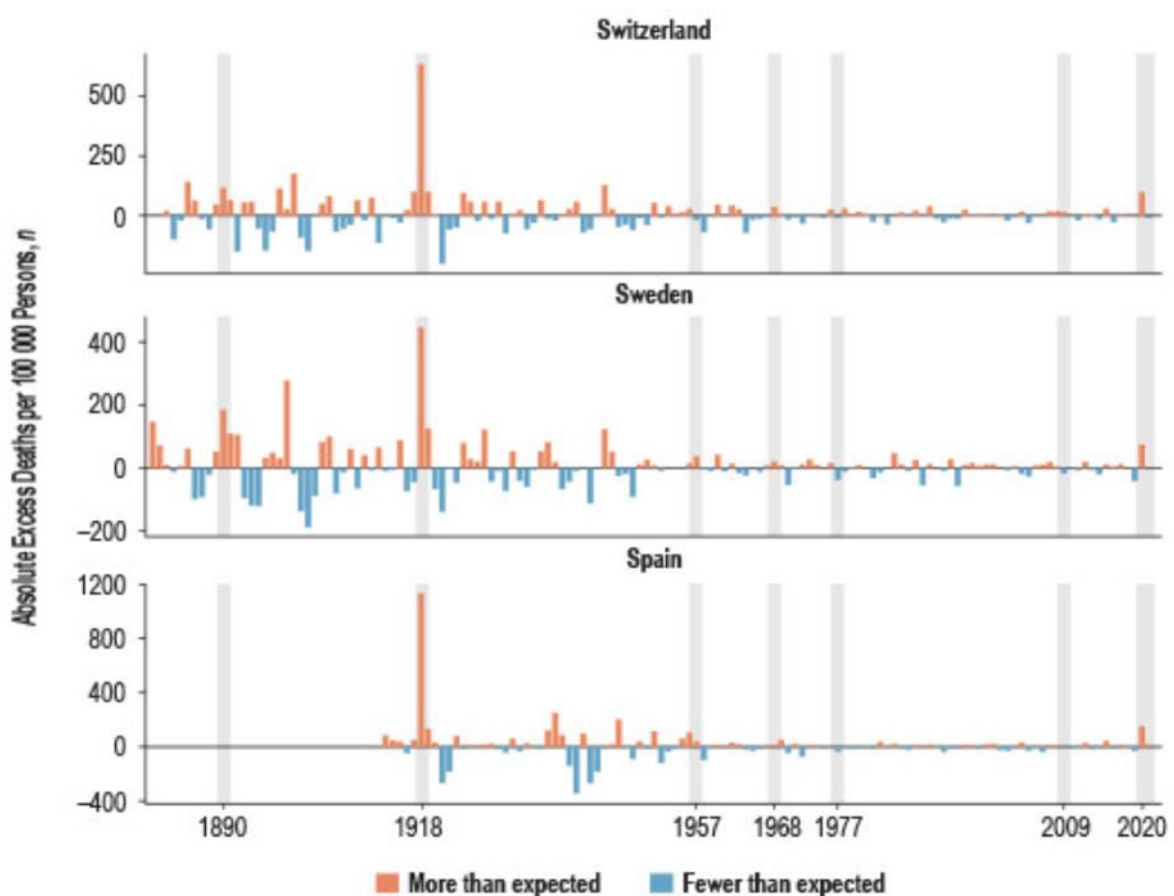 Switzerland
500
250
0
Sweden
400
200
0
–200
Spain
1200
800
400
0
–400
Absolute Excess Deaths per 100 000 Persons, n
1890 1918 1957 1968 1977 2009 2020
More than expected Fewer than expected